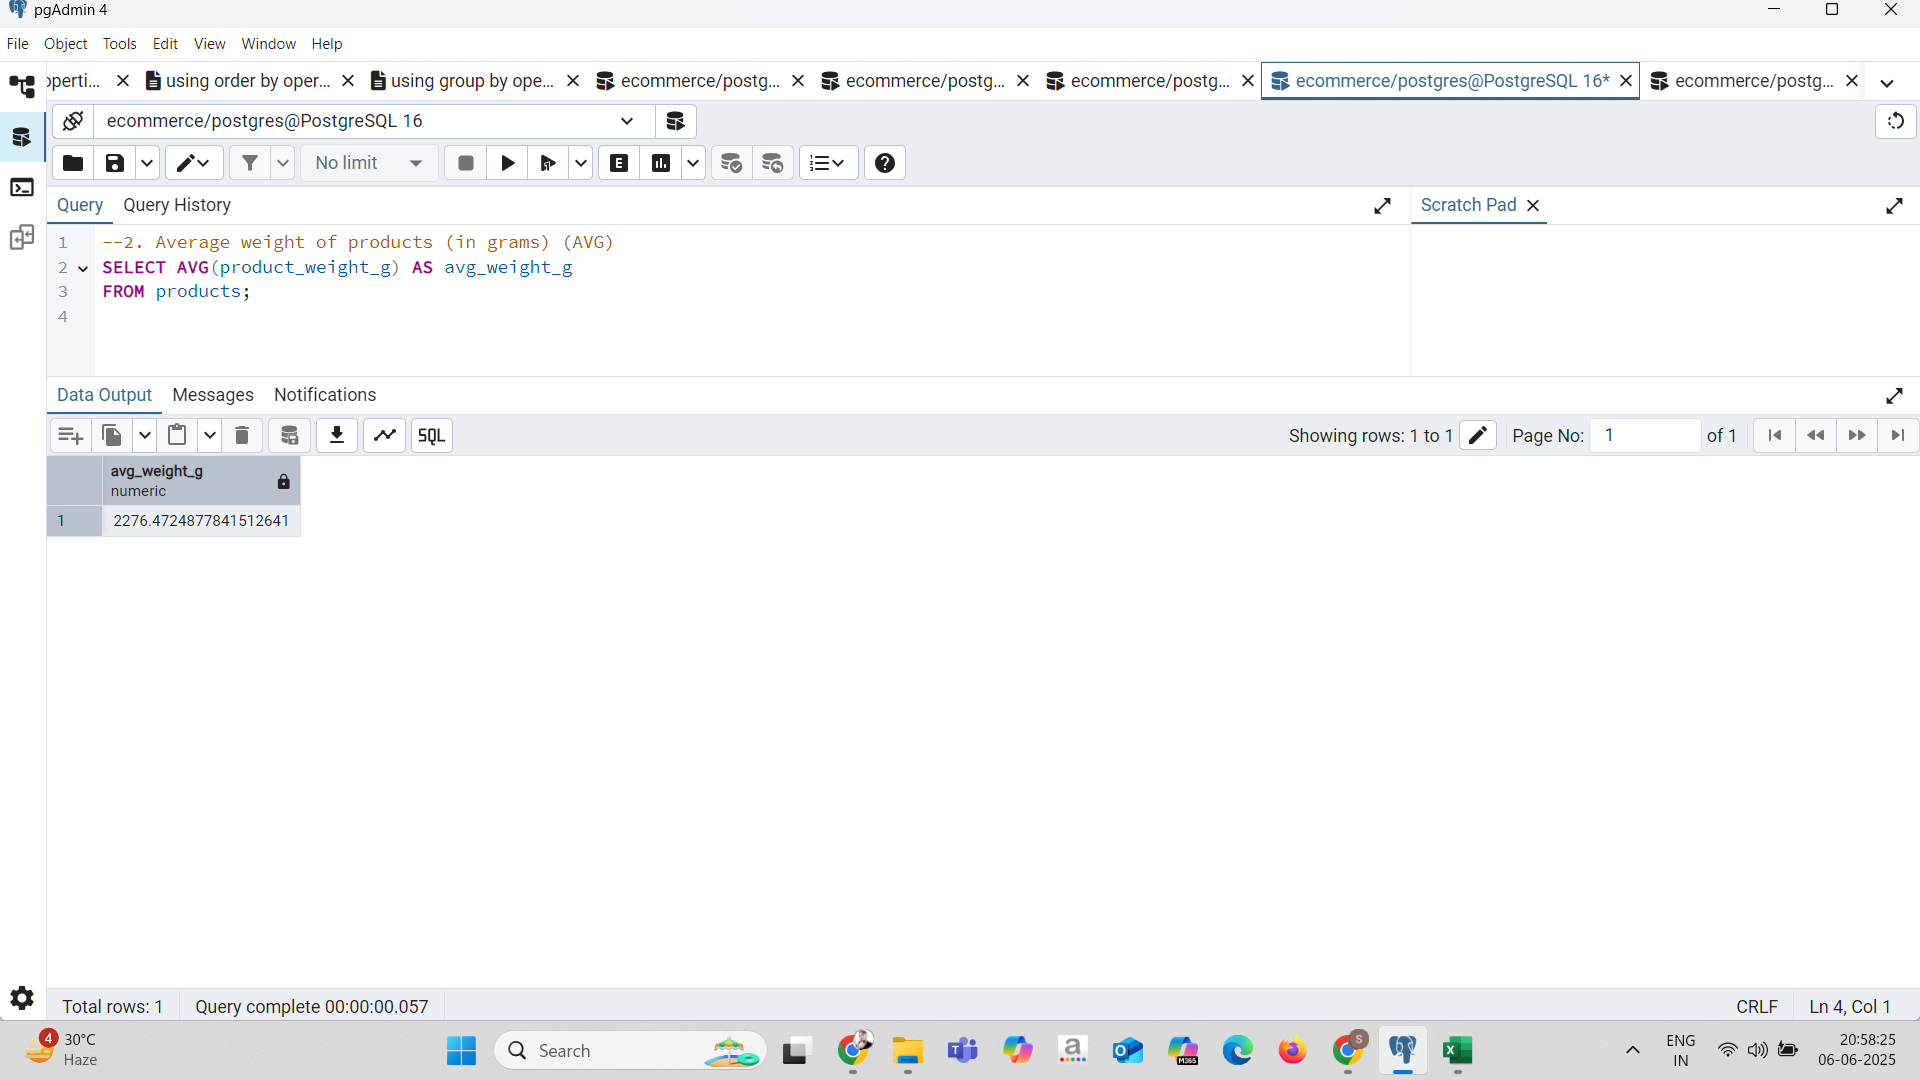 pgAdmin 4
File Object Tools Edit View Window Help
operti... using order by oper... using group by ope... ecommerce/postg... ecommerce/postg... ecommerce/postg... ecommerce/postgres@PostgreSQL 16* ecommerce/postg...
ecommerce/postgres@PostgreSQL 16
No limit E
Query Query History Scratch Pad
1 --2. Average weight of products (in grams) (AVG)
2 SELECT AVG(product_weight_g) AS avg_weight_g
3 FROM products;
4
Data Output Messages Notifications
SQL Showing rows: 1 to 1 Page No: 1 of 1
avg_weight_g
numeric
1 2276.4724877841512641
Total rows: 1 Query complete 00:00:00.057 CRLF Ln 4, Col 1
4 30°C
Haze
Search
M365
S
ENG
IN
20:58:25
06-06-2025